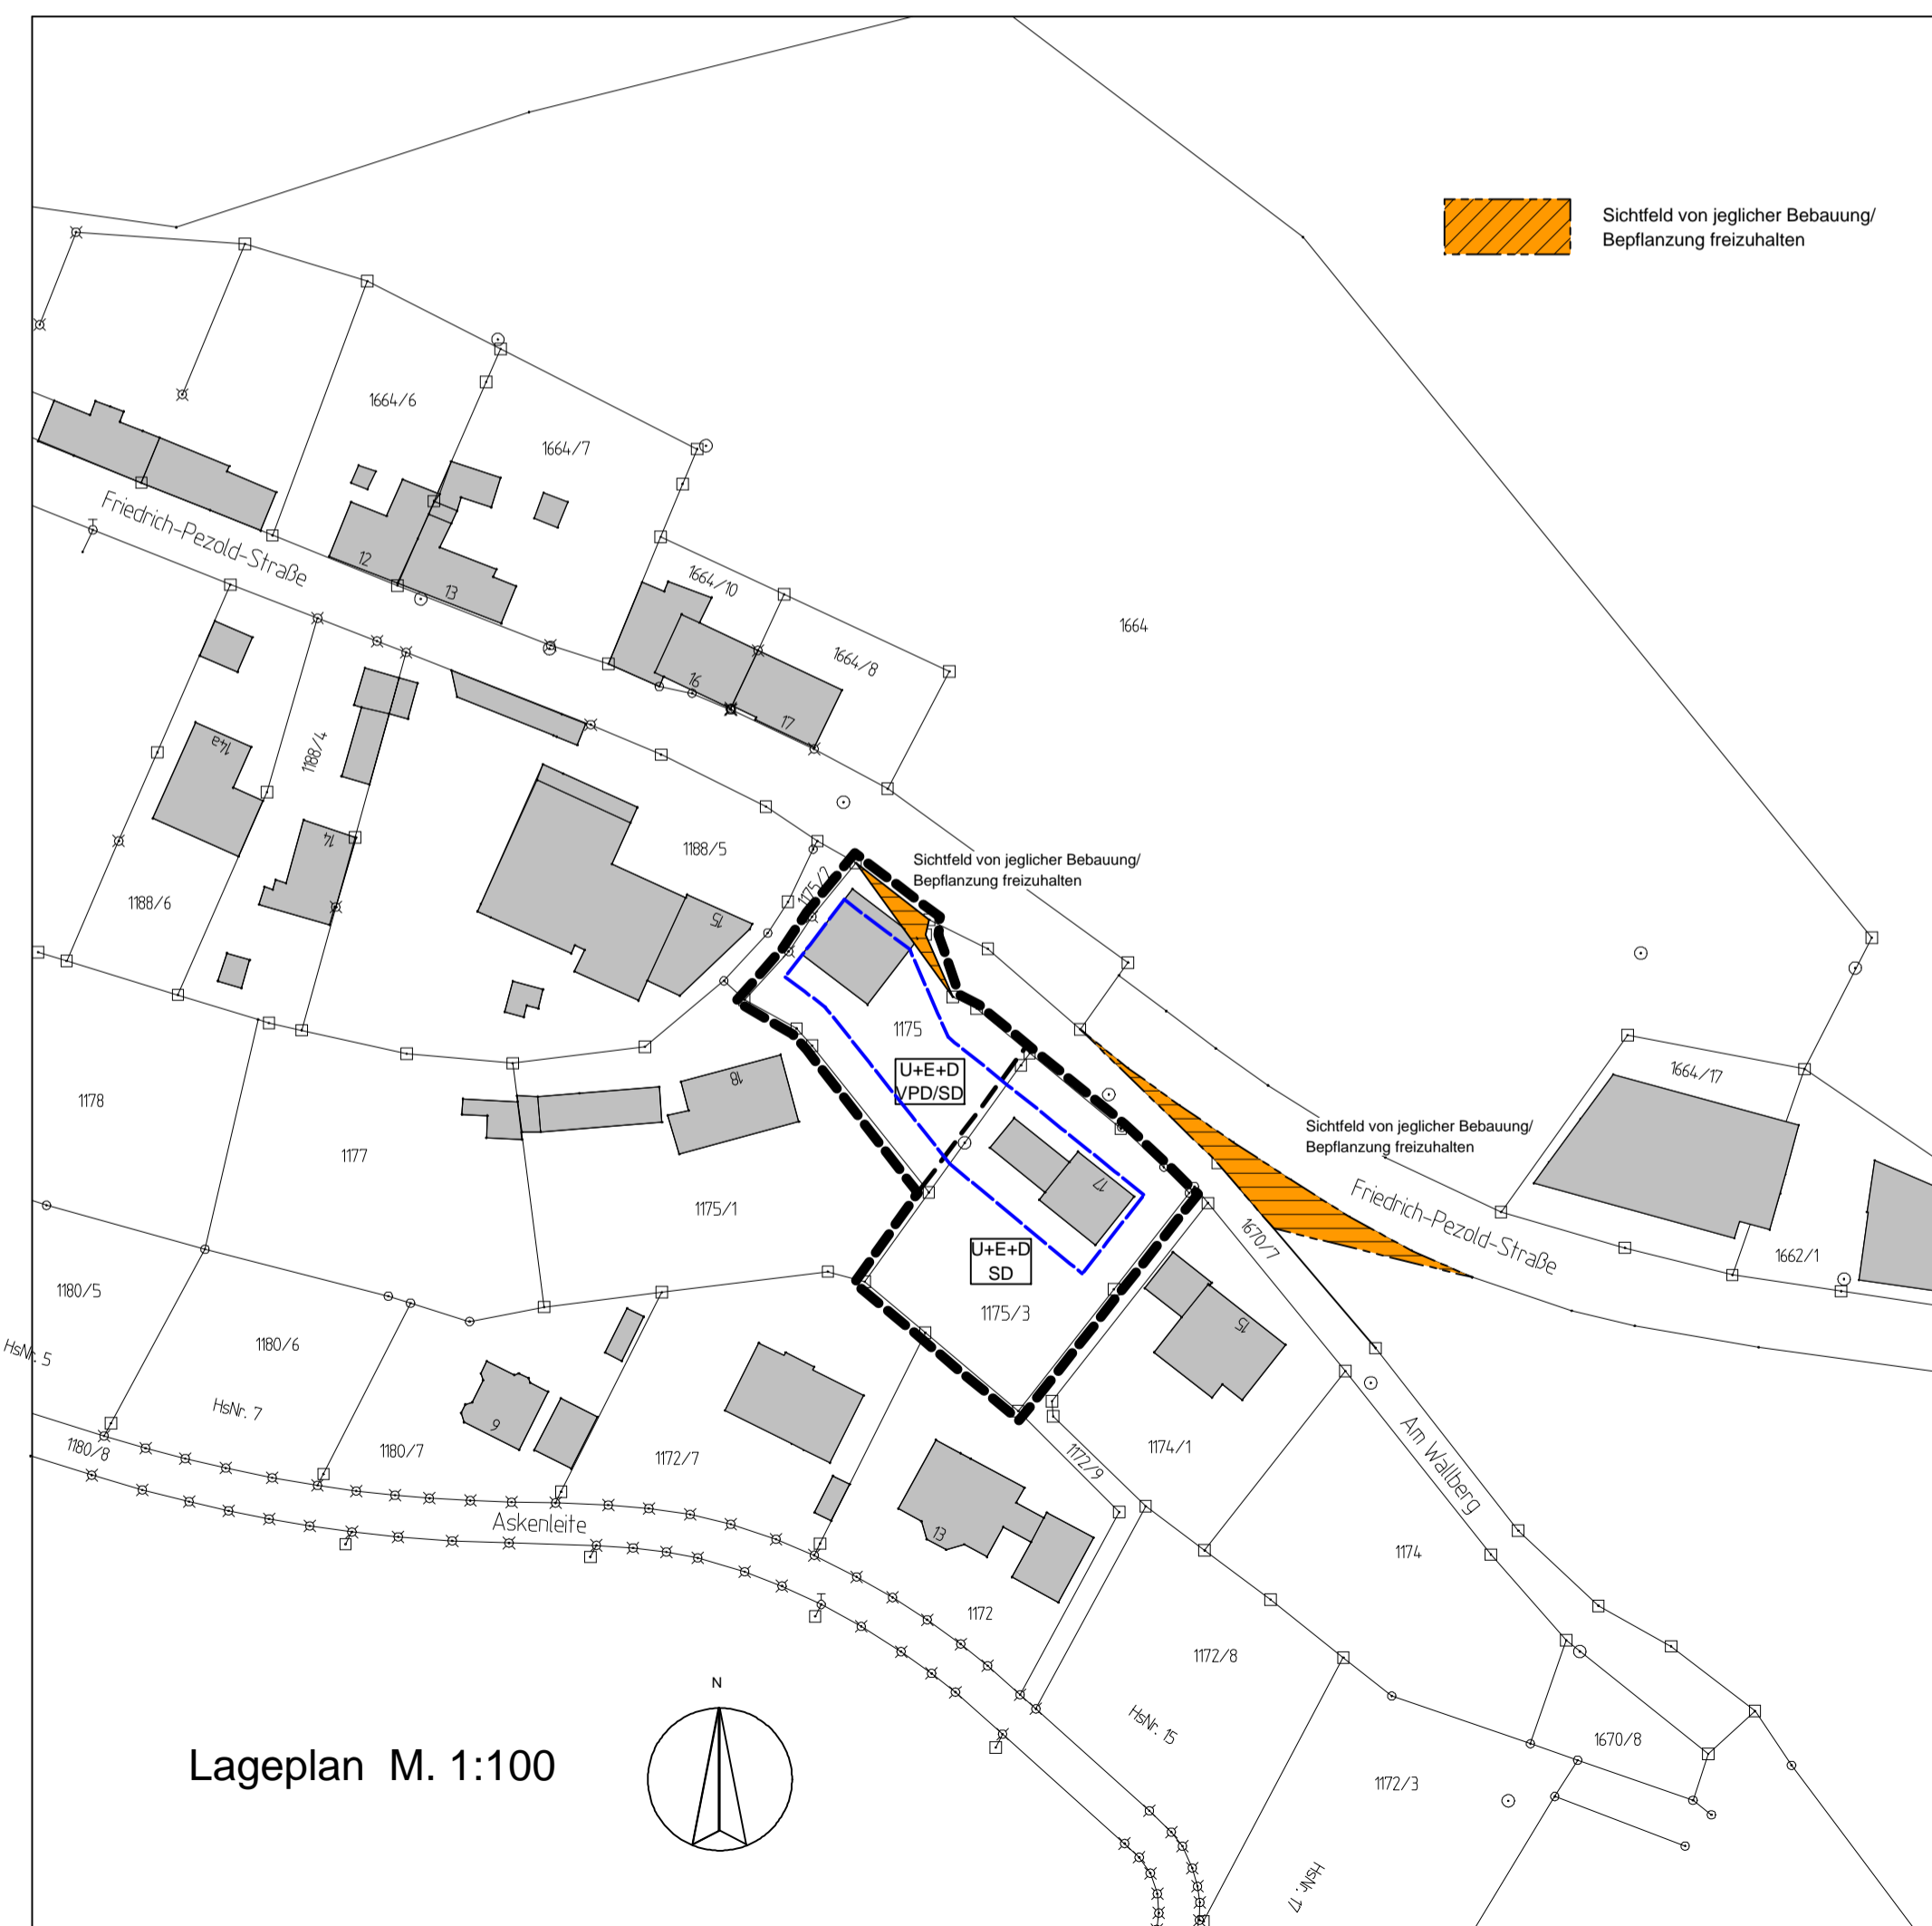 Sichtfeld von jeglicher Bebauung/
Bepflanzung freizuhalten
1664/6
1664/7
Friedrich-Pezold-Straße
12
13
1664/10
1664
1664/8
16
17
14a
1188/4
14
1188/5
1188/6
15
1175/2
Sichtfeld von jeglicher Bebauung/
Bepflanzung freizuhalten
1175
U+E+D
VPD/SD
1664/17
18
1178
1177
1175/1
Sichtfeld von jeglicher Bebauung/
Bepflanzung freizuhalten
17
Friedrich-Pezold-Straße
1670/7
1662/1
U+E+D
SD
1175/3
1180/5
15
1180/6
HsNr. 5
HsNr. 7
9
1180/8
1180/7
1172/7
1172/9
1174/1
Am Wallberg
Askenleite
13
1174
1172
1172/8
N
HsNr. 15
1670/8
Lageplan M. 1:100
1172/3
HsNr. 17